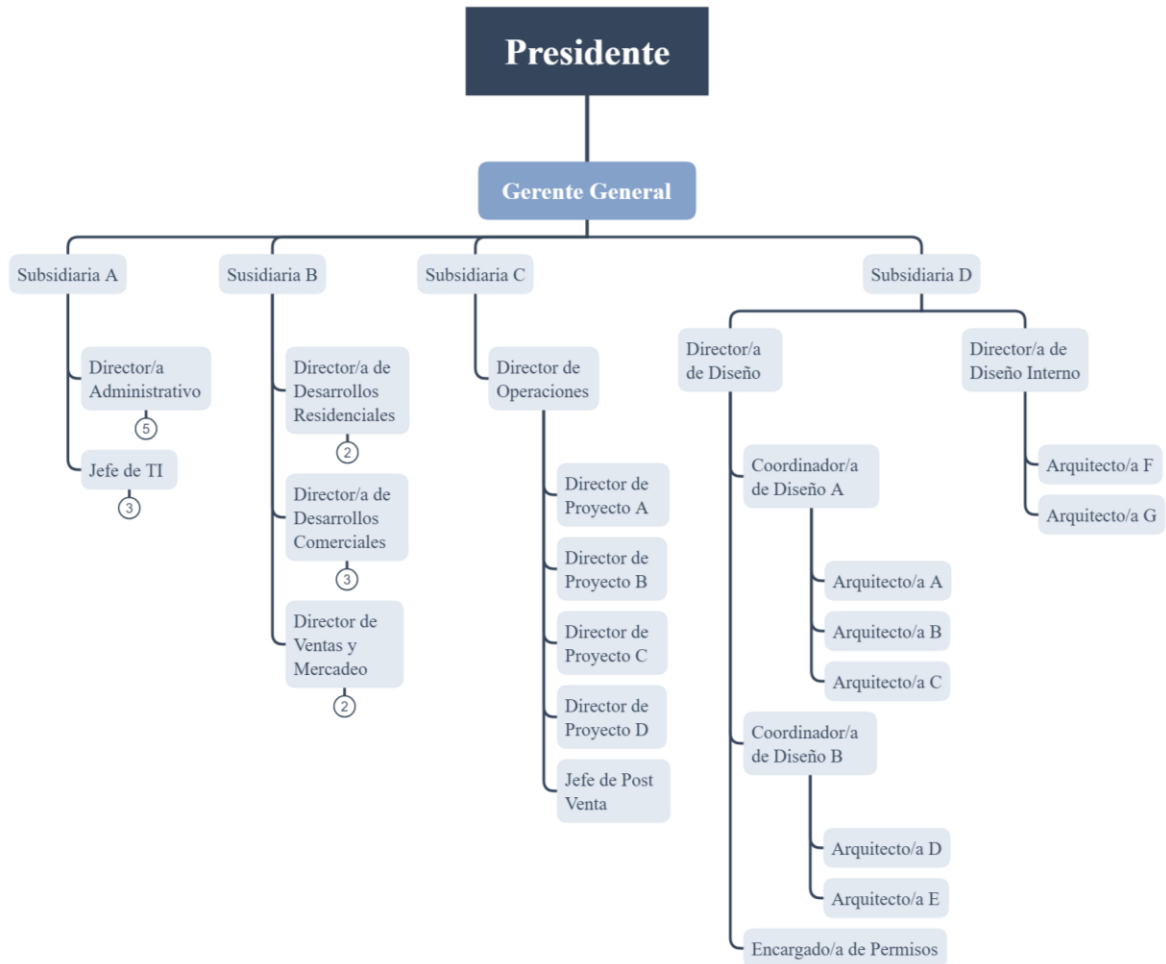 Presidente
Gerente General
Subsidiaria A
Susidiaria B
Subsidiaria C
Subsidiaria D
Director/a
Administrativo
5
Jefe de TI
3
Director/a de
Desarrollos
Residenciales
2
Director/a de
Desarrollos
Comerciales
3
Director de
Ventas y
Mercadeo
2
Director de
Operaciones
Director de
Proyecto A
Director de
Proyecto B
Director de
Proyecto C
Director de
Proyecto D
Jefe de Post
Venta
Director/a
de Diseño
Coordinador/a
de Diseño A
Arquitecto/a A
Arquitecto/a B
Arquitecto/a C
Coordinador/a
de Diseño B
Arquitecto/a D
Arquitecto/a E
Encargado/a de Permisos
Director/a de
Diseño Interno
Arquitecto/a F
Arquitecto/a G